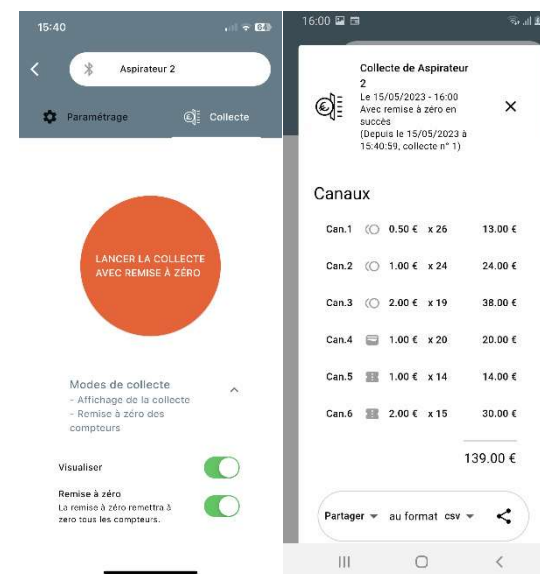 15:40
84
Aspirateur 2
Paramétrage
Collecte
LANCER LA COLLECTE
AVEC REMISE À ZÉRO
Modes de collecte
- Affichage de la collecte
- Remise à zéro des
compteurs
Visualiser
Remise à zéro
La remise à zéro remettra à
zero tous les compteurs.
16:00
Collecte de Aspirateur
2
Le 15/05/2023 - 16:00
Avec remise à zéro en
succès
(Depuis le 15/05/2023 à
15:40:59, collecte n° 1)
Canaux
Can.1 0.50 € x 26 13.00 €
Can.2 1.00 € x 24 24.00 €
Can.3 2.00 € x 19 38.00 €
Can.4 1.00 € x 20 20.00 €
Can.5 1.00 € x 14 14.00 €
Can.6 2.00 € x 15 30.00 €
139.00 €
Partager au format csv